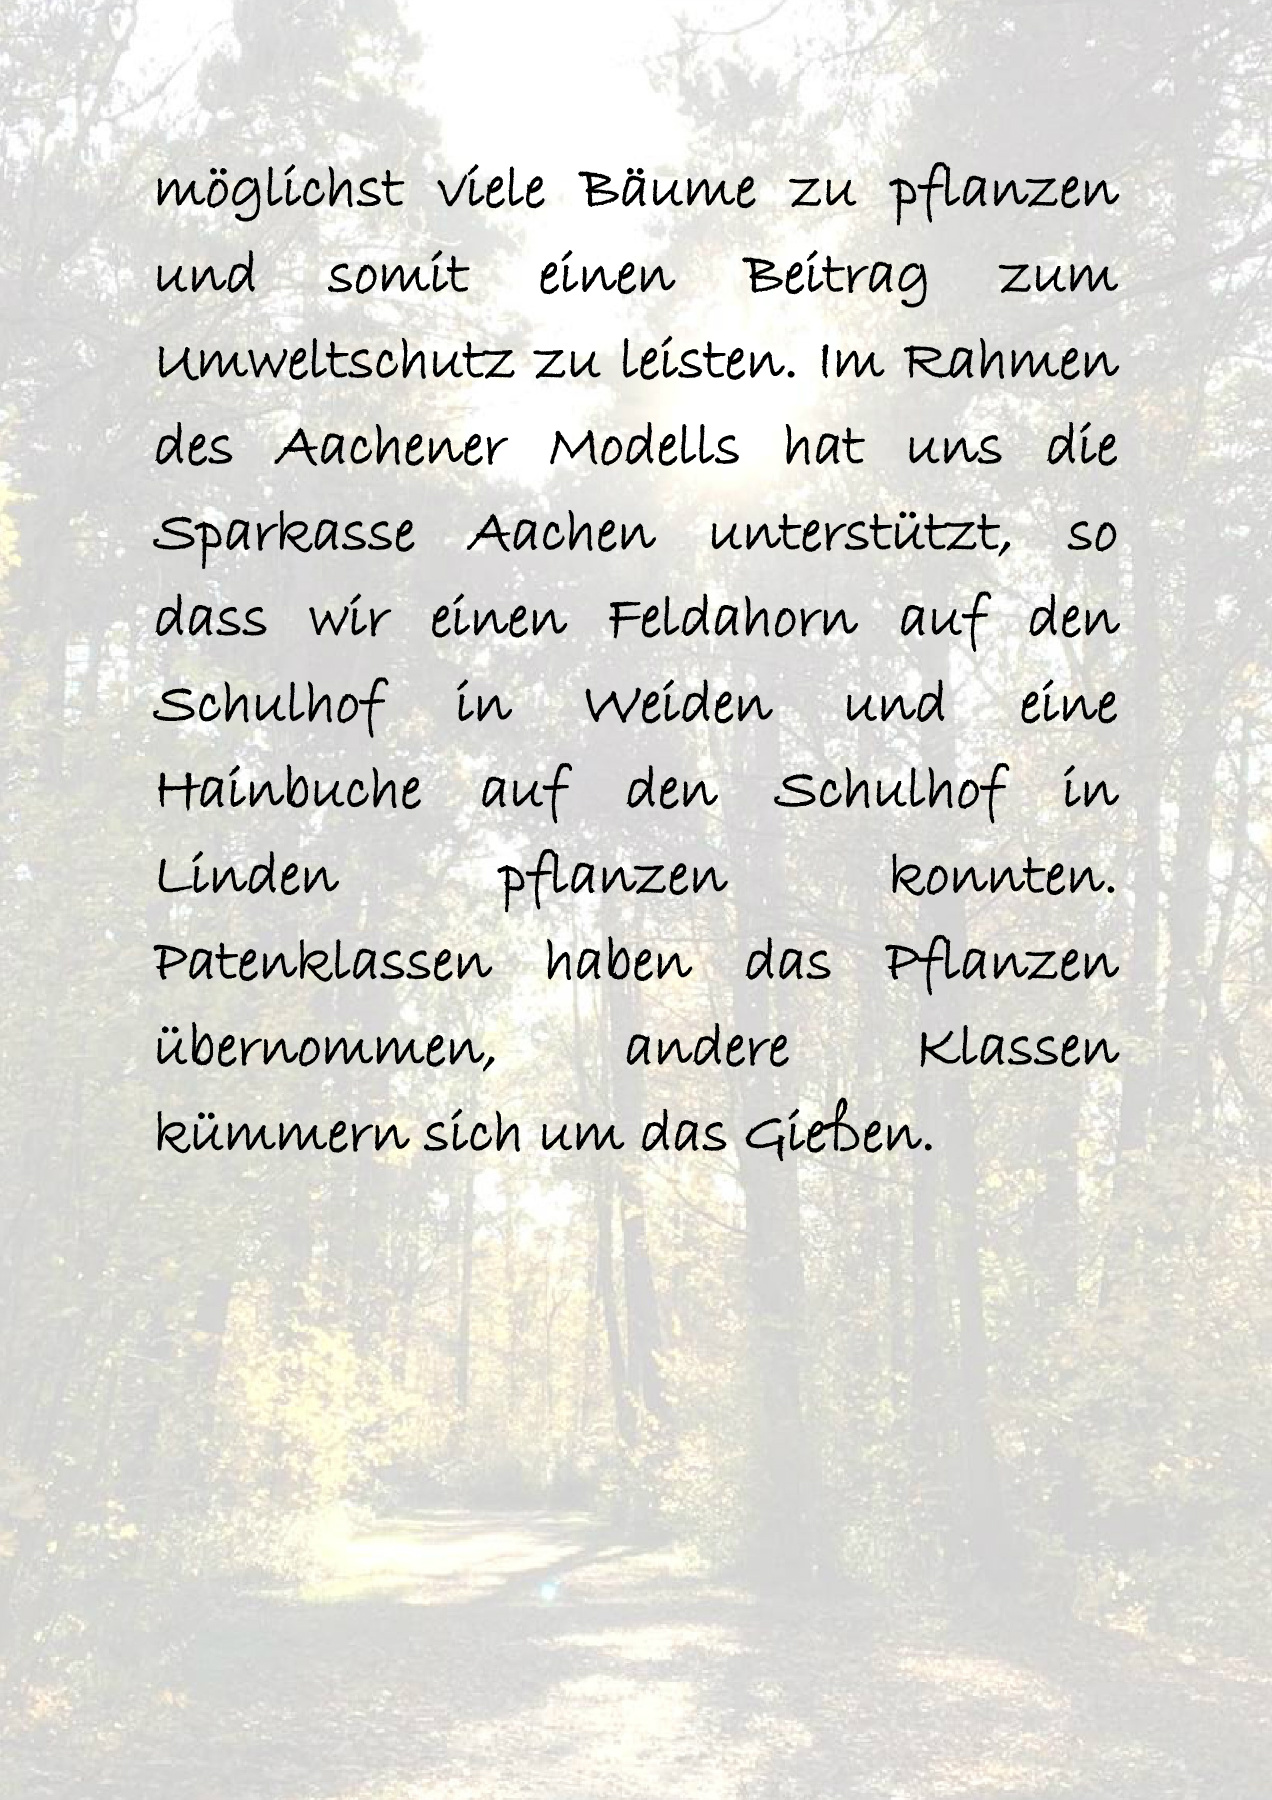 möglichst viele Bäume zu pflanzen
und somit einen Beitrag zum
Umweltschutz zu leisten. Im Rahmen
des Aachener Modells hat uns die
Sparkasse Aachen unterstützt, so
dass wir einen Feldahorn auf den
Schulhof in Weiden und eine
Hainbuche auf den Schulhof in
Linden pflanzen konnten.
Patenklassen haben das Pflanzen
übernommen, andere Klassen
kümmern sich um das Gießen.